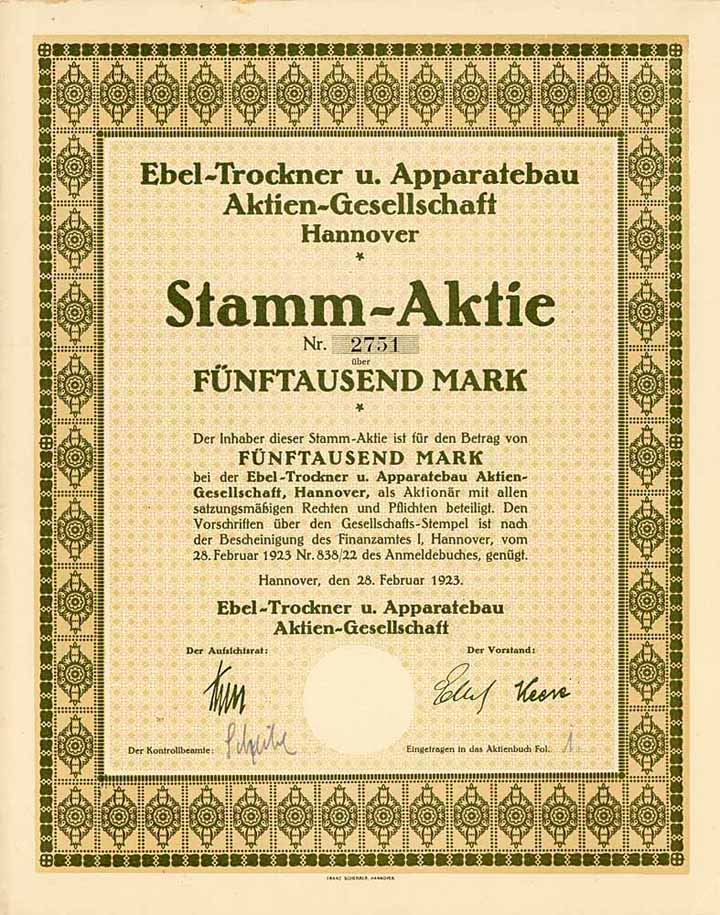 Ebel-Trockner u. Apparatebau
Aktien-Gesellschaft
Hannover
*
Stamm-Aktie
Nr. 2751
über
FÜNFTAUSEND MARK
*
Der Inhaber dieser Stamm-Aktie ist für den Betrag von
FÜNFTAUSEND MARK
bei der Ebel-Trockner u. Apparatebau Aktien-
Gesellschaft, Hannover, als Aktionär mit allen
satzungsmäßigen Rechten und Pflichten beteiligt. Den
Vorschriften über den Gesellschafts-Stempel ist nach
der Bescheinigung des Finanzamtes I, Hannover, vom
28. Februar 1923 Nr. 838/22 des Anmeldebuches, genügt.
Hannover, den 28. Februar 1923.
Ebel-Trockner u. Apparatebau
Aktien-Gesellschaft
Der Aufsichtsrat: Der Vorstand:
Der Kontrollbeamte: Eingetragen in das Aktienbuch Fol. 1